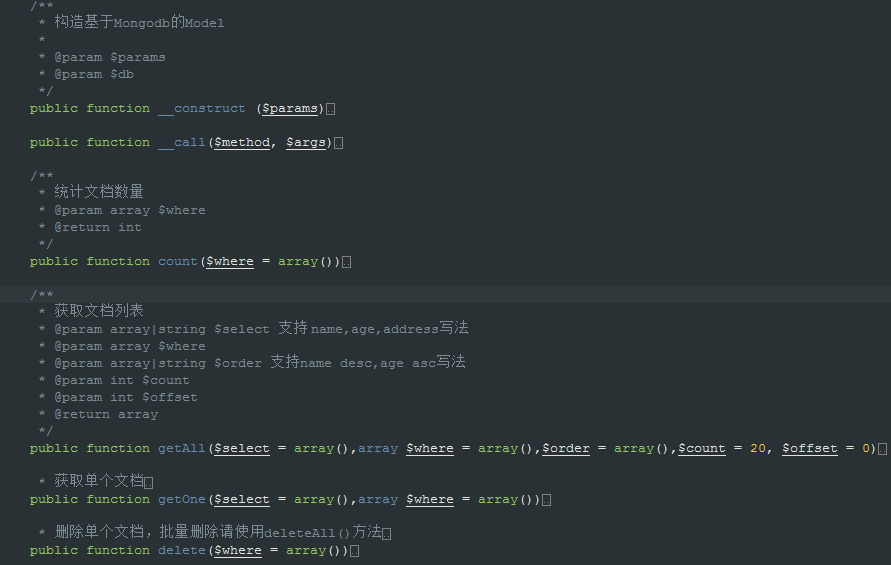 /**
 * 构造基于Mongodb的Model
 *
 * @param $params
 * @param $db
 */
public function __construct ($params)
public function __call($method, $args)
/**
 * 统计文档数量
 * @param array $where
 * @return int
 */
public function count($where = array())
/**
 * 获取文档列表
 * @param array|string $select 支持 name,age,address写法
 * @param array $where
 * @param array|string $order 支持name desc,age asc写法
 * @param int $count
 * @param int $offset
 * @return array
 */
public function getAll($select = array(),array $where = array(),$order = array(),$count = 20, $offset = 0)
 * 获取单个文档
public function getOne($select = array(),array $where = array())
 * 删除单个文档，批量删除请使用deleteAll()方法
public function delete($where = array())